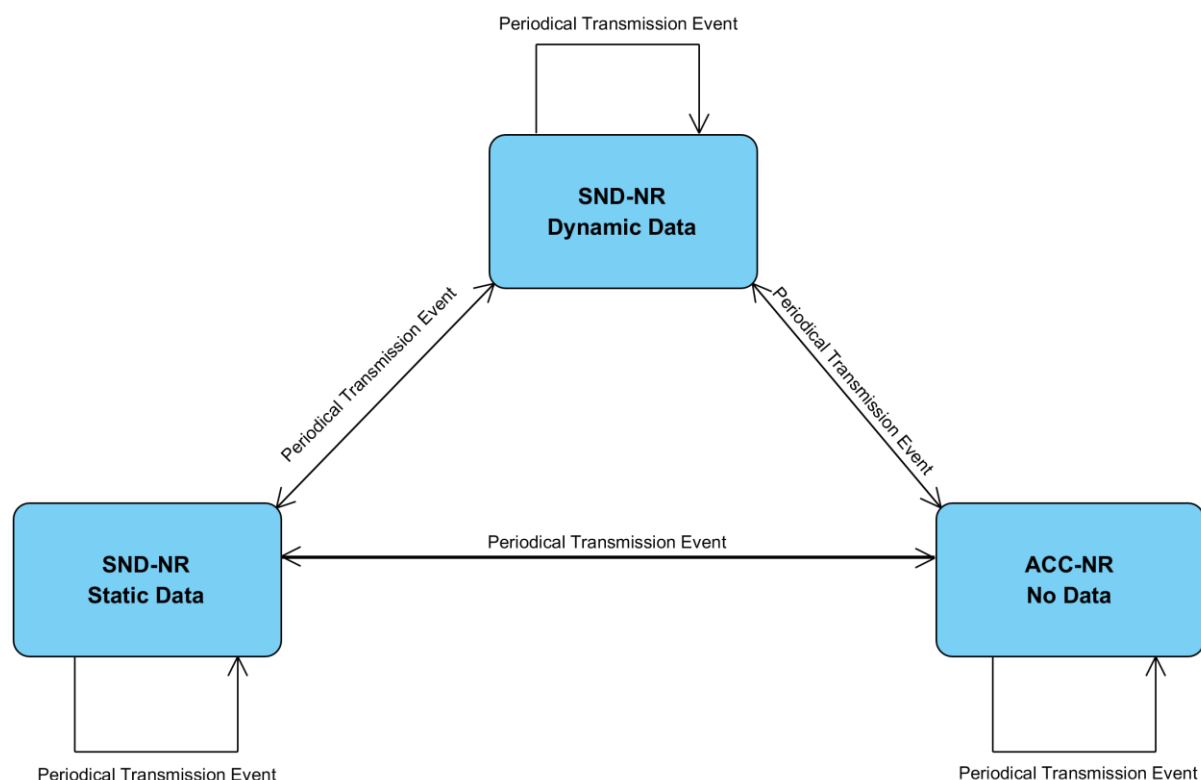 Periodical Transmission Event
SND-NR
Dynamic Data
Periodical Transmission Event
Periodical Transmission Event
SND-NR
Static Data
Periodical Transmission Event
ACC-NR
No Data
Periodical Transmission Event
Periodical Transmission Event